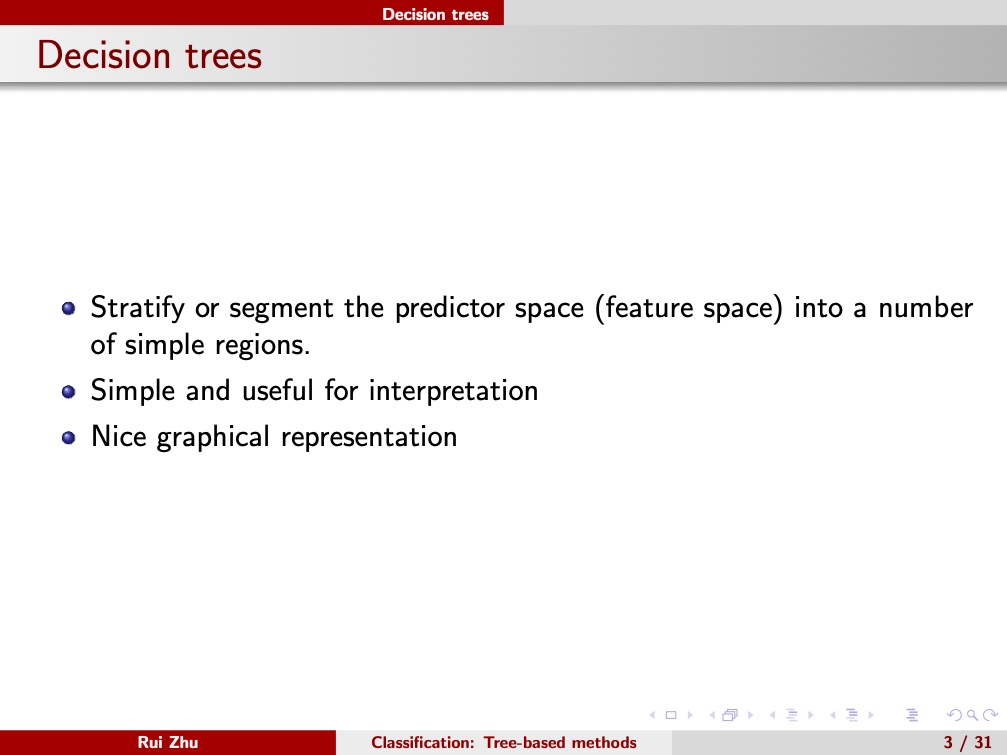 Decision trees
Decision trees
Stratify or segment the predictor space (feature space) into a number
of simple regions.
Simple and useful for interpretation
Nice graphical representation
Rui Zhu
Classification: Tree-based methods
3 / 31